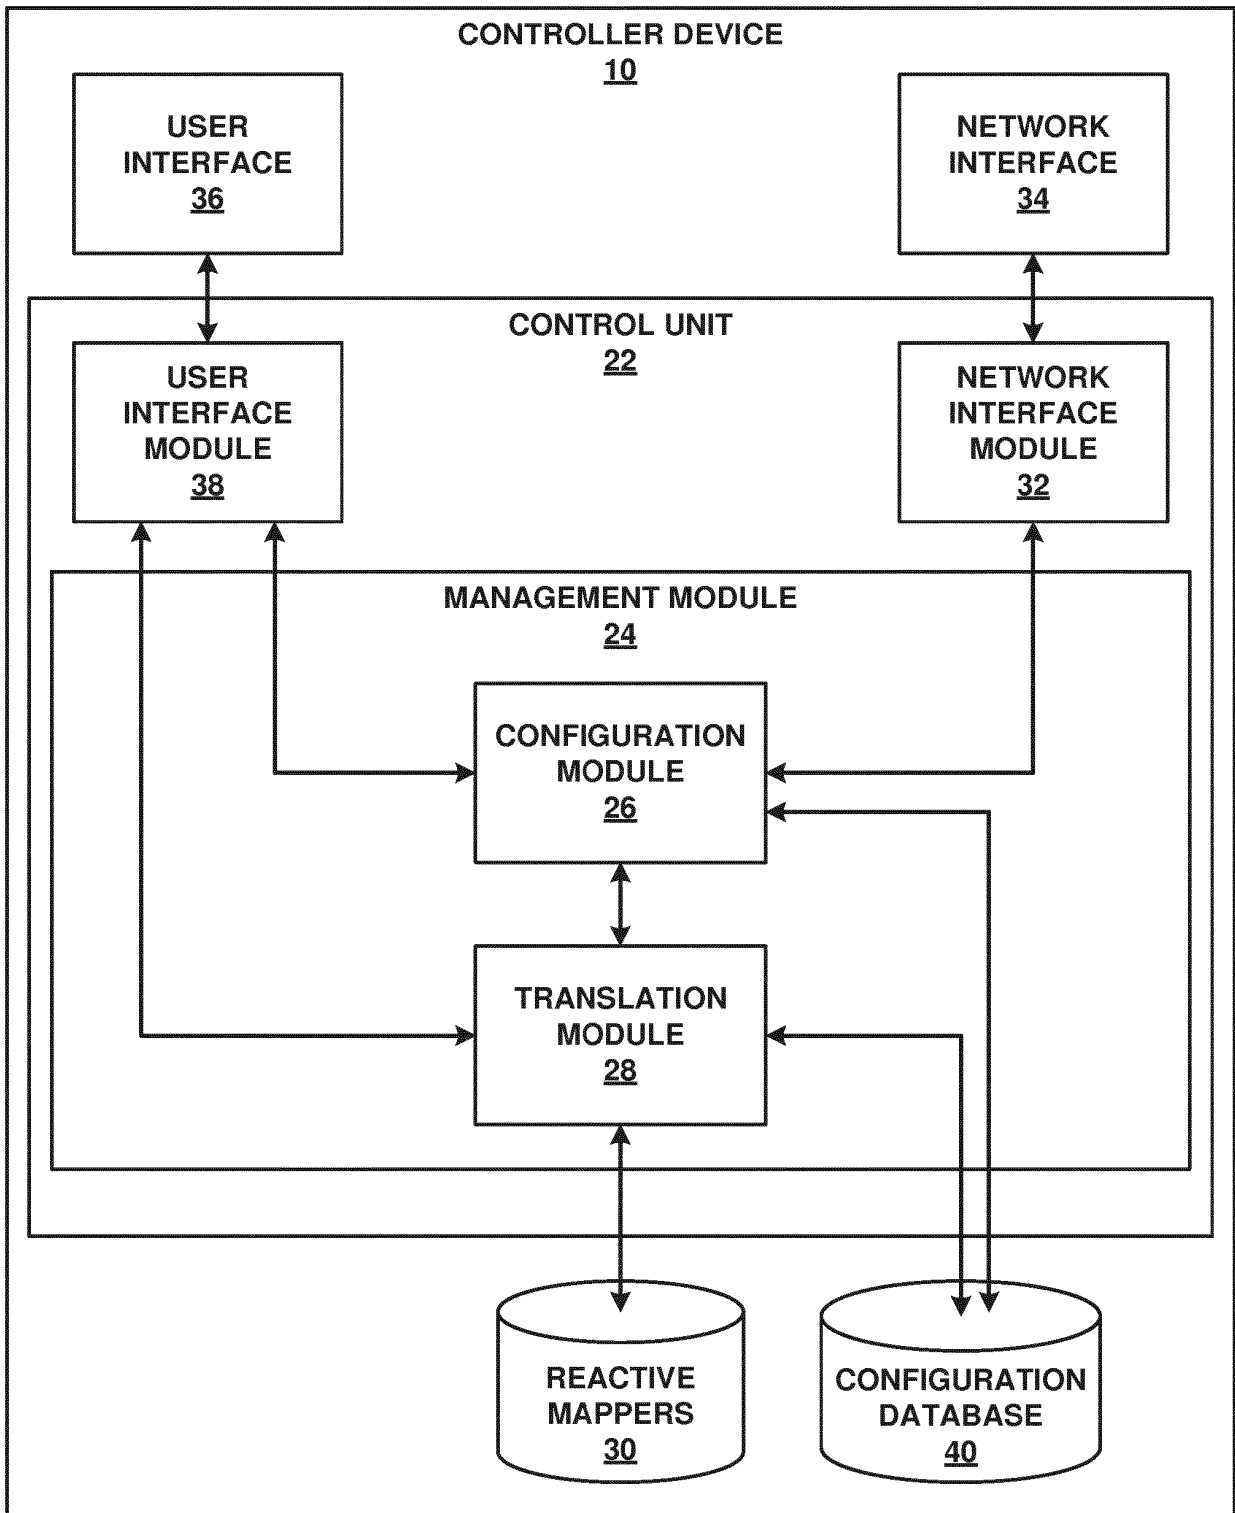 CONTROLLER DEVICE
10
USER
INTERFACE
36
NETWORK
INTERFACE
34
CONTROL UNIT
22
USER
INTERFACE
MODULE
38
NETWORK
INTERFACE
MODULE
32
MANAGEMENT MODULE
24
CONFIGURATION
MODULE
26
TRANSLATION
MODULE
28
REACTIVE
MAPPERS
30
CONFIGURATION
DATABASE
40